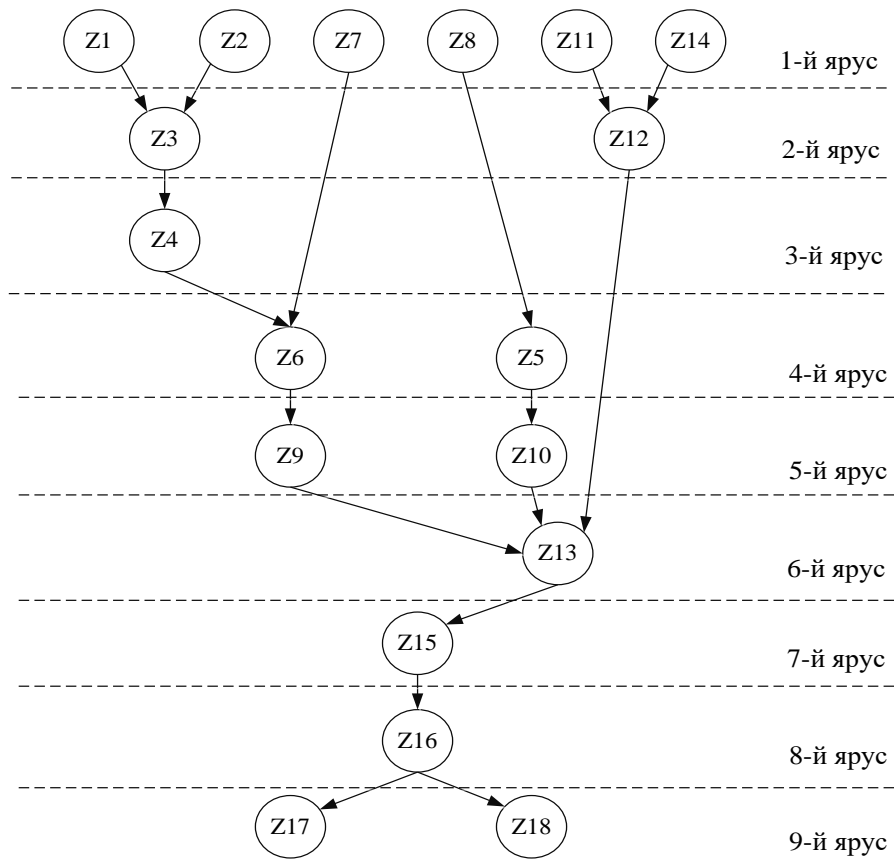 Z1 Z2 Z7 Z8 Z11 Z14
1-й ярус
Z3 Z12
2-й ярус
Z4
3-й ярус
Z6 Z5
4-й ярус
Z9 Z10
5-й ярус
Z13
6-й ярус
Z15
7-й ярус
Z16
8-й ярус
Z17 Z18
9-й ярус